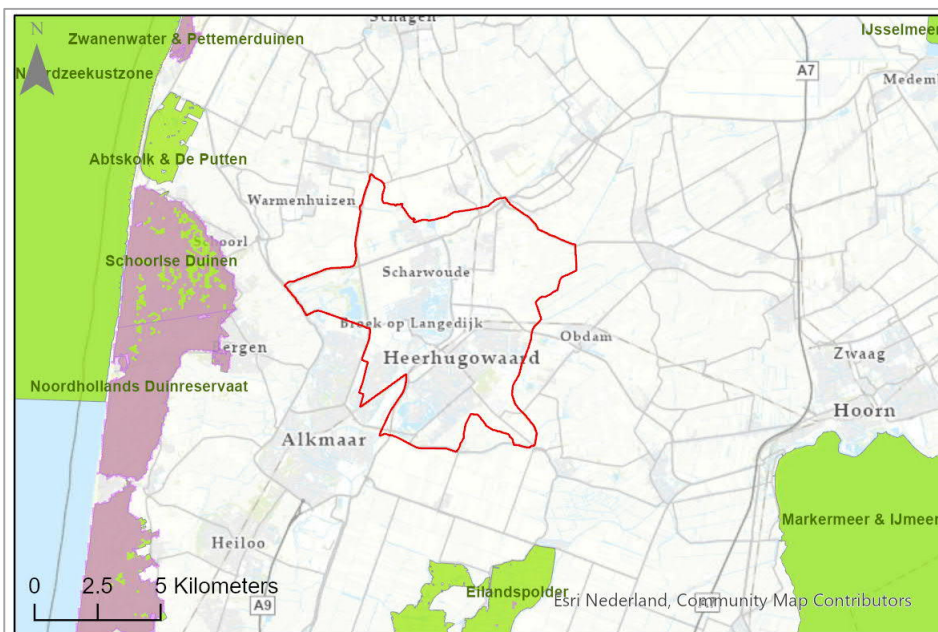 N
Schagen
Zwanenwater & Pettemerduinen
IJsselmeer
Noordzeekustzone
A7
Abtskolk & De Putten
Warmenhuizen
Schoorl
Schoorlse Duinen
Scharwoude
Broek op Langedijk
Obdam
Bergen
Heerhugowaard
Zwaag
Noordhollands Duinreservaat
Hoorn
Alkmaar
Markermeer & IJmeer
Heiloo
0 2.5 5 Kilometers
Eilandspolder
A9
A7
Esri Nederland, Community Map Contributors